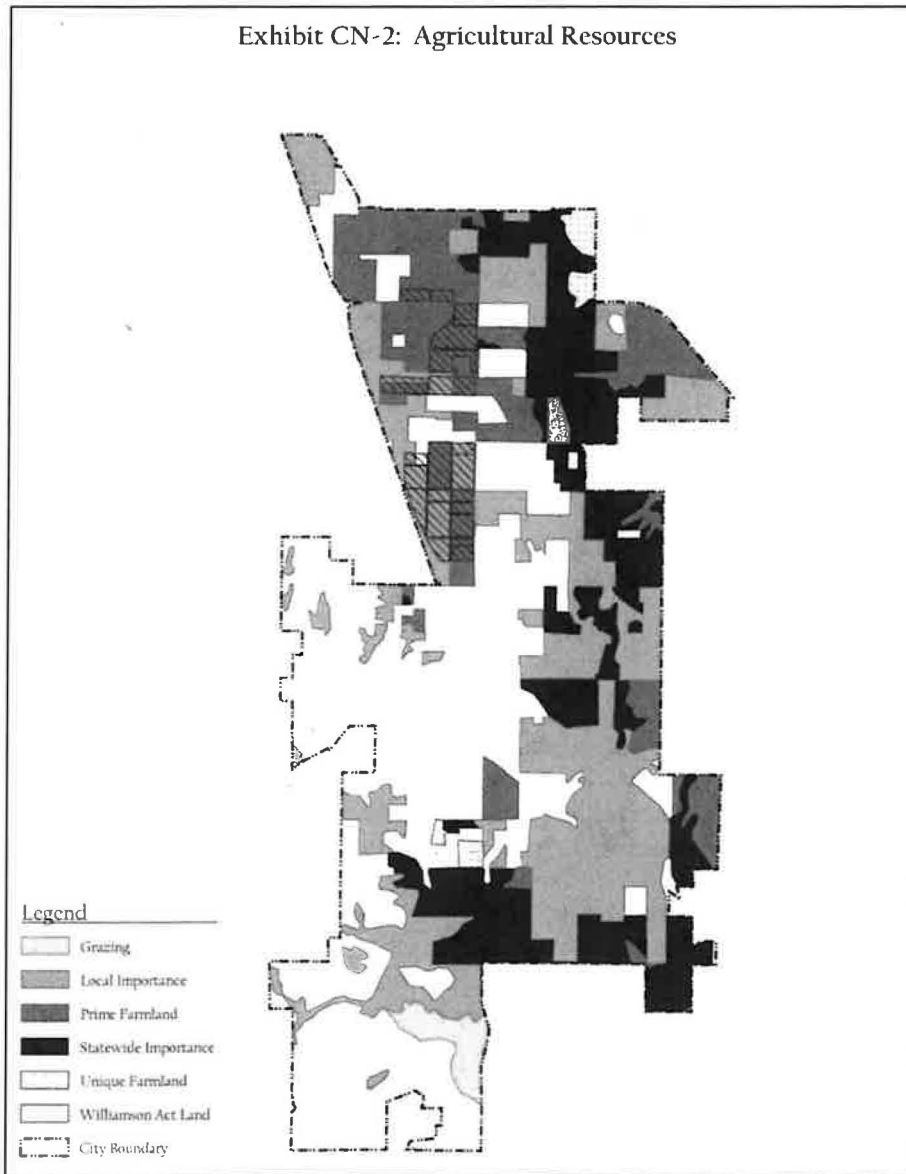 Exhibit CN-2: Agricultural Resources
Legend
Grazing
Local Importance
Prime Farmland
Statewide Importance
Unique Farmland
Williamson Act Land
City Boundary